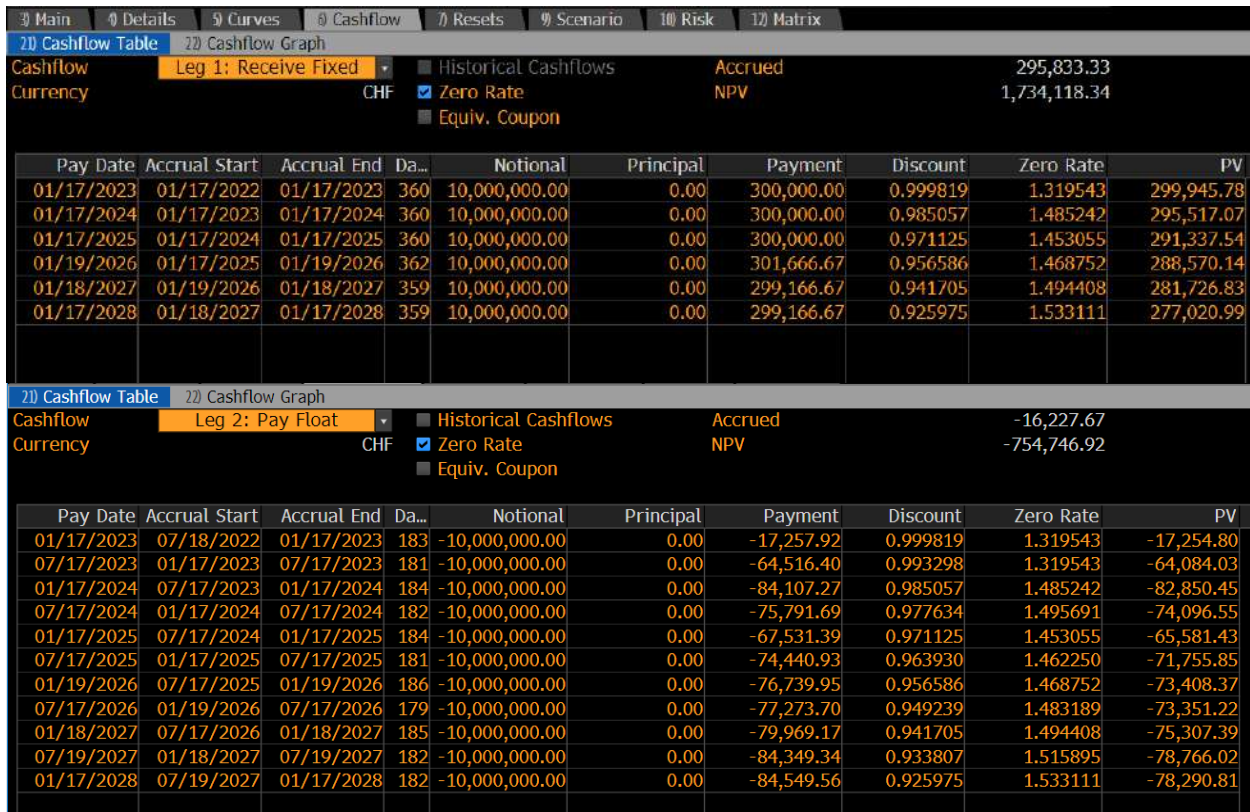 3) Main 4) Details 5) Curves 6) Cashflow 7) Resets 9) Scenario 10) Risk 12) Matrix
21) Cashflow Table 22) Cashflow Graph
Cashflow Leg 1: Receive Fixed Historical Cashflows Accrued 295,833.33
Currency CHF Zero Rate NPV 1,734,118.34
Equiv. Coupon
Pay Date Accrual Start Accrual End Da... Notional Principal Payment Discount Zero Rate PV
01/17/2023 01/17/2022 01/17/2023 360 10,000,000.00 0.00 300,000.00 0.999819 1.319543 299,945.78
01/17/2024 01/17/2023 01/17/2024 360 10,000,000.00 0.00 300,000.00 0.985057 1.485242 295,517.07
01/17/2025 01/17/2024 01/17/2025 360 10,000,000.00 0.00 300,000.00 0.971125 1.453055 291,337.54
01/19/2026 01/17/2025 01/19/2026 362 10,000,000.00 0.00 301,666.67 0.956586 1.468752 288,570.14
01/18/2027 01/19/2026 01/18/2027 359 10,000,000.00 0.00 299,166.67 0.941705 1.494408 281,726.83
01/17/2028 01/18/2027 01/17/2028 359 10,000,000.00 0.00 299,166.67 0.925975 1.533111 277,020.99
21) Cashflow Table 22) Cashflow Graph
Cashflow Leg 2: Pay Float Historical Cashflows Accrued -16,227.67
Currency CHF Zero Rate NPV -754,746.92
Equiv. Coupon
Pay Date Accrual Start Accrual End Da... Notional Principal Payment Discount Zero Rate PV
01/17/2023 07/18/2022 01/17/2023 183 -10,000,000.00 0.00 -17,257.92 0.999819 1.319543 -17,254.80
07/17/2023 01/17/2023 07/17/2023 181 -10,000,000.00 0.00 -64,516.40 0.993298 1.319543 -64,084.03
01/17/2024 07/17/2023 01/17/2024 184 -10,000,000.00 0.00 -84,107.27 0.985057 1.485242 -82,850.45
07/17/2024 01/17/2024 07/17/2024 182 -10,000,000.00 0.00 -75,791.69 0.977634 1.495691 -74,096.55
01/17/2025 07/17/2024 01/17/2025 184 -10,000,000.00 0.00 -67,531.39 0.971125 1.453055 -65,581.43
07/17/2025 01/17/2025 07/17/2025 181 -10,000,000.00 0.00 -74,440.93 0.963930 1.462250 -71,755.85
01/19/2026 07/17/2025 01/19/2026 186 -10,000,000.00 0.00 -76,739.95 0.956586 1.468752 -73,408.37
07/17/2026 01/19/2026 07/17/2026 179 -10,000,000.00 0.00 -77,273.70 0.949239 1.483189 -73,351.22
01/18/2027 07/17/2026 01/18/2027 185 -10,000,000.00 0.00 -79,969.17 0.941705 1.494408 -75,307.39
07/19/2027 01/18/2027 07/19/2027 182 -10,000,000.00 0.00 -84,349.34 0.933807 1.515895 -78,766.02
01/17/2028 07/19/2027 01/17/2028 182 -10,000,000.00 0.00 -84,549.56 0.925975 1.533111 -78,290.81